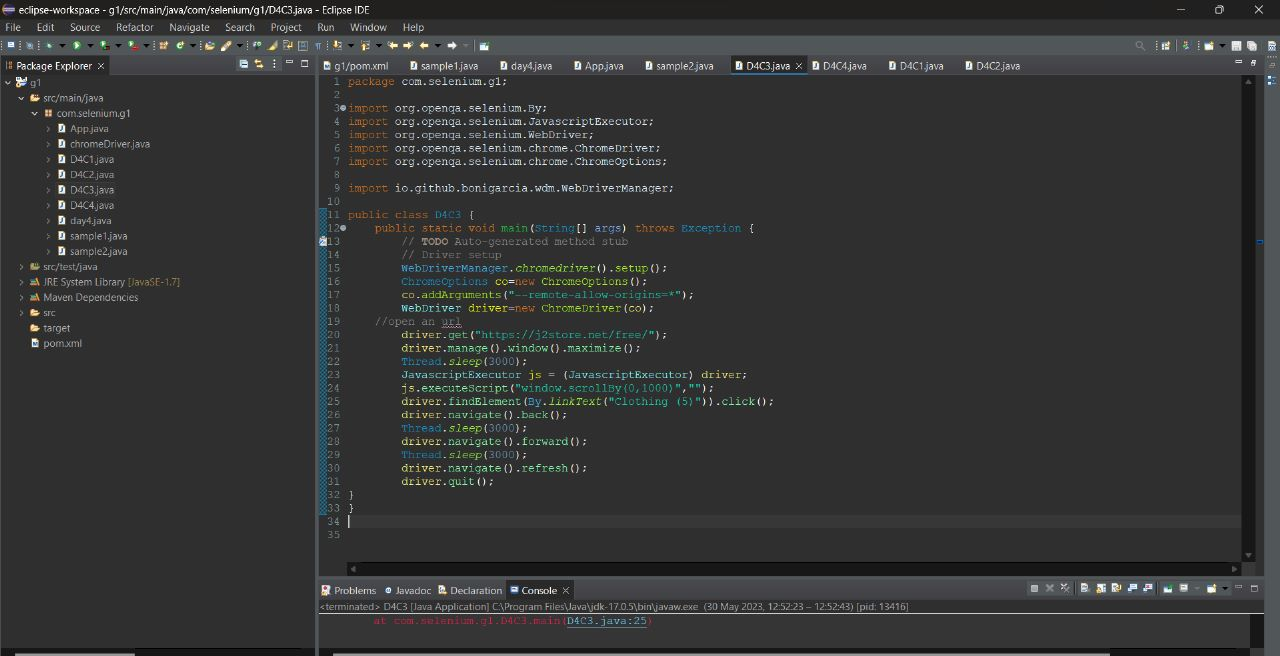 eclipse-workspace - g1/src/main/java/com/selenium/g1/D4C3.java - Eclipse IDE
File Edit Source Refactor Navigate Search Project Run Window Help
Package Explorer
g1
src/main/java
com.selenium.g1
App.java
chromeDriver.java
D4C1.java
D4C2.java
D4C3.java
D4C4.java
day4.java
sample1.java
sample2.java
src/test/java
JRE System Library [JavaSE-1.7]
Maven Dependencies
src
target
pom.xml
g1/pom.xml sample1.java day4.java App.java sample2.java D4C3.java D4C4.java D4C1.java D4C2.java
1 package com.selenium.g1;
2
3 import org.openqa.selenium.By;
4 import org.openqa.selenium.JavascriptExecutor;
5 import org.openqa.selenium.WebDriver;
6 import org.openqa.selenium.chrome.ChromeDriver;
7 import org.openqa.selenium.chrome.ChromeOptions;
8
9 import io.github.bonigarcia.wdm.WebDriverManager;
10
11 public class D4C3 {
12 public static void main(String[] args) throws Exception {
13 // TODO Auto-generated method stub
14 // Driver setup
15 WebDriverManager.chromedriver().setup();
16 ChromeOptions co=new ChromeOptions();
17 co.addArguments("--remote-allow-origins=*");
18 WebDriver driver=new ChromeDriver(co);
19 //open an url
20 driver.get("https://j2store.net/free/");
21 driver.manage().window().maximize();
22 Thread.sleep(3000);
23 JavascriptExecutor js = (JavascriptExecutor) driver;
24 js.executeScript("window.scrollBy(0,1000)","");
25 driver.findElement(By.linkText("Clothing (5)")).click();
26 driver.navigate().back();
27 Thread.sleep(3000);
28 driver.navigate().forward();
29 Thread.sleep(3000);
30 driver.navigate().refresh();
31 driver.quit();
32 }
33 }
34
35
Problems Javadoc Declaration Console
<terminated> D4C3 [Java Application] C:\Program Files\Java\jdk-17.0.5\bin\javaw.exe (30 May 2023, 12:52:23 – 12:52:43) [pid: 13416]
at com.selenium.g1.D4C3.main(D4C3.java:25)